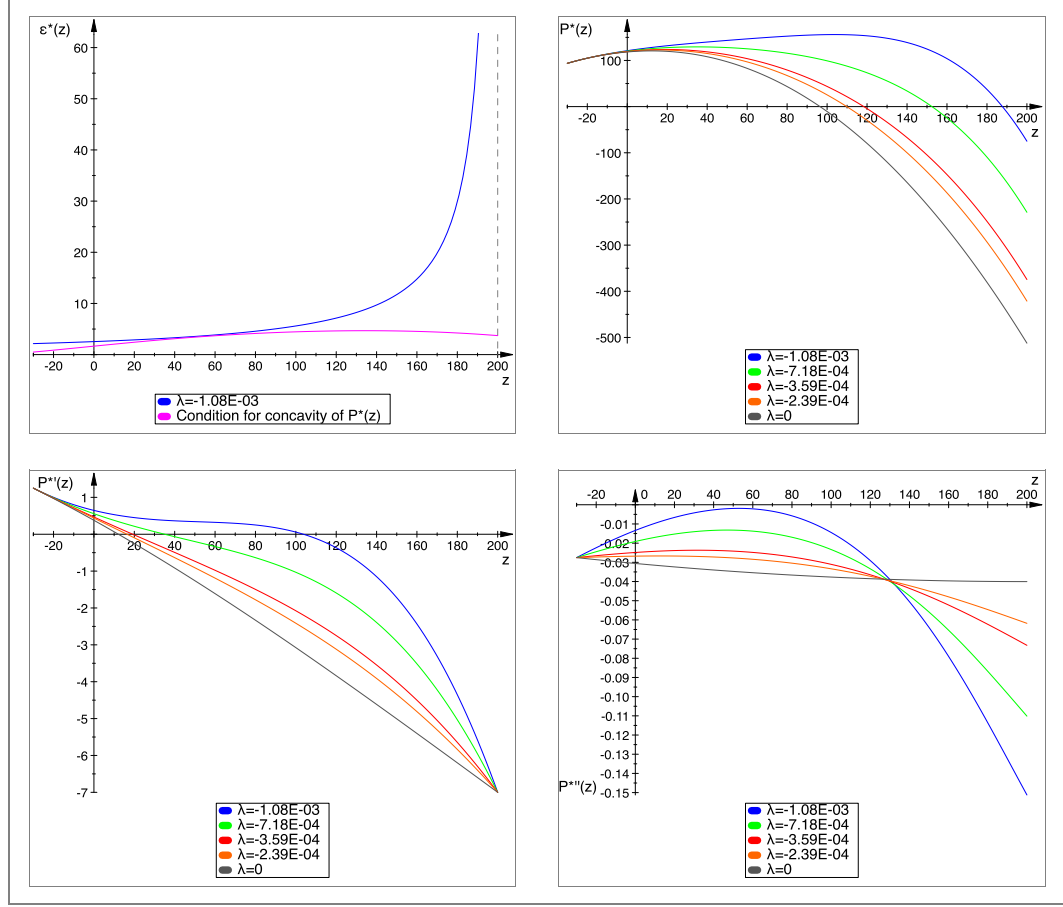 ε*(z)
60
50
40
30
20
10
-20 0 20 40 60 80 100 120 140 160 180 200
z
λ=-1.08E-03
Condition for concavity of P*(z)
P*(z)
100
-20 20 40 60 80 100 120 140 160 180 200
z
-100
-200
-300
-400
-500
λ=-1.08E-03
λ=-7.18E-04
λ=-3.59E-04
λ=-2.39E-04
λ=0
P*'(z)
1
-20 20 40 60 80 100 120 140 160 180 200
z
-1
-2
-3
-4
-5
-6
-7
λ=-1.08E-03
λ=-7.18E-04
λ=-3.59E-04
λ=-2.39E-04
λ=0
z
-20 0 20 40 60 80 100 120 140 160 180 200
-0.01
-0.02
-0.03
-0.04
-0.05
-0.06
-0.07
-0.08
-0.09
-0.10
-0.11
-0.12
-0.13
-0.14
P*''(z) -0.15
λ=-1.08E-03
λ=-7.18E-04
λ=-3.59E-04
λ=-2.39E-04
λ=0